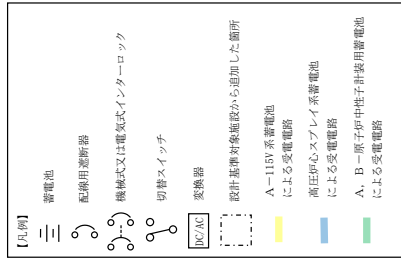 【凡例】
蓄電池
配線用遮断器
機械式又は電気式インターロック
切替スイッチ
DC/AC
変換器
設計基準対象施設から追加した箇所
A－115V 系蓄電池
による受電電路
高圧炉心スプレイ系蓄電池
による受電電路
A，B－原子炉中性子計装用蓄電池
による受電電路